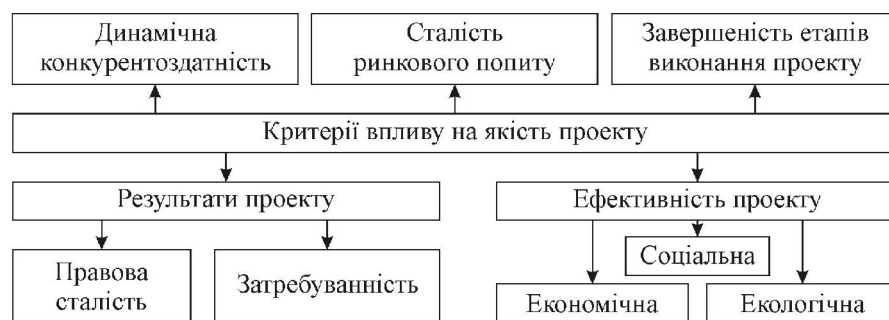 Динамічна
конкурентоздатність
Сталість
ринкового попиту
Завершеність етапів
виконання проекту
Критерії впливу на якість проекту
Результати проекту
Ефективність проекту
Правова
сталість
Затребуванність
Соціальна
Економічна
Екологічна